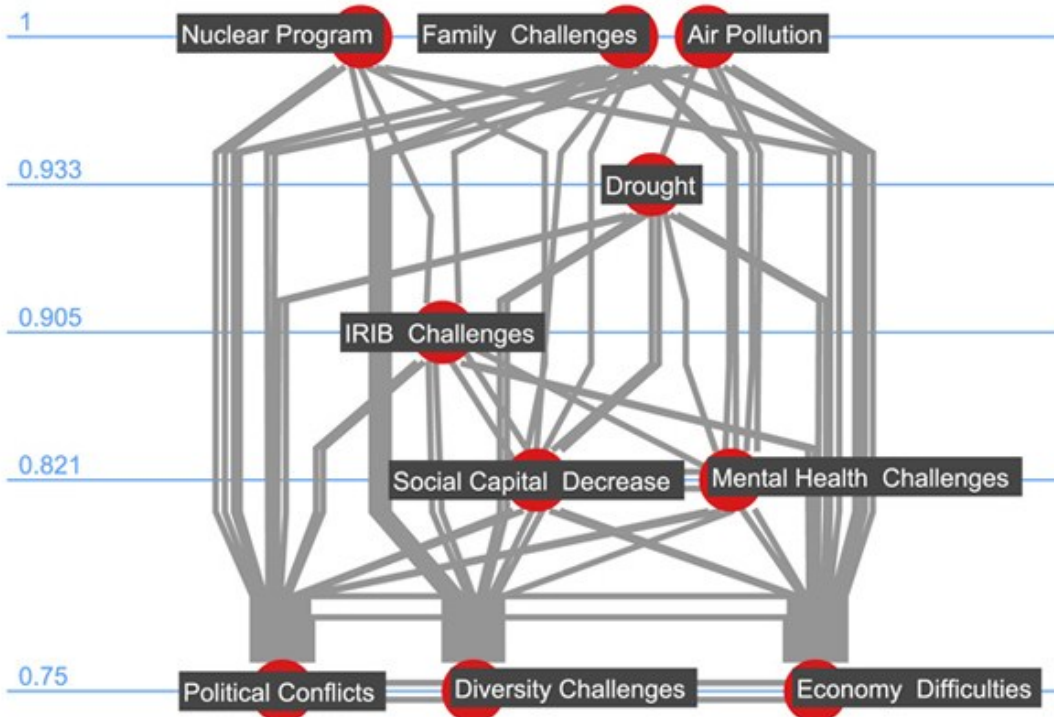 1
Nuclear Program
Family Challenges
Air Pollution
0.933
Drought
0.905
IRIB Challenges
0.821
Social Capital Decrease
Mental Health Challenges
0.75
Political Conflicts
Diversity Challenges
Economy Difficulties